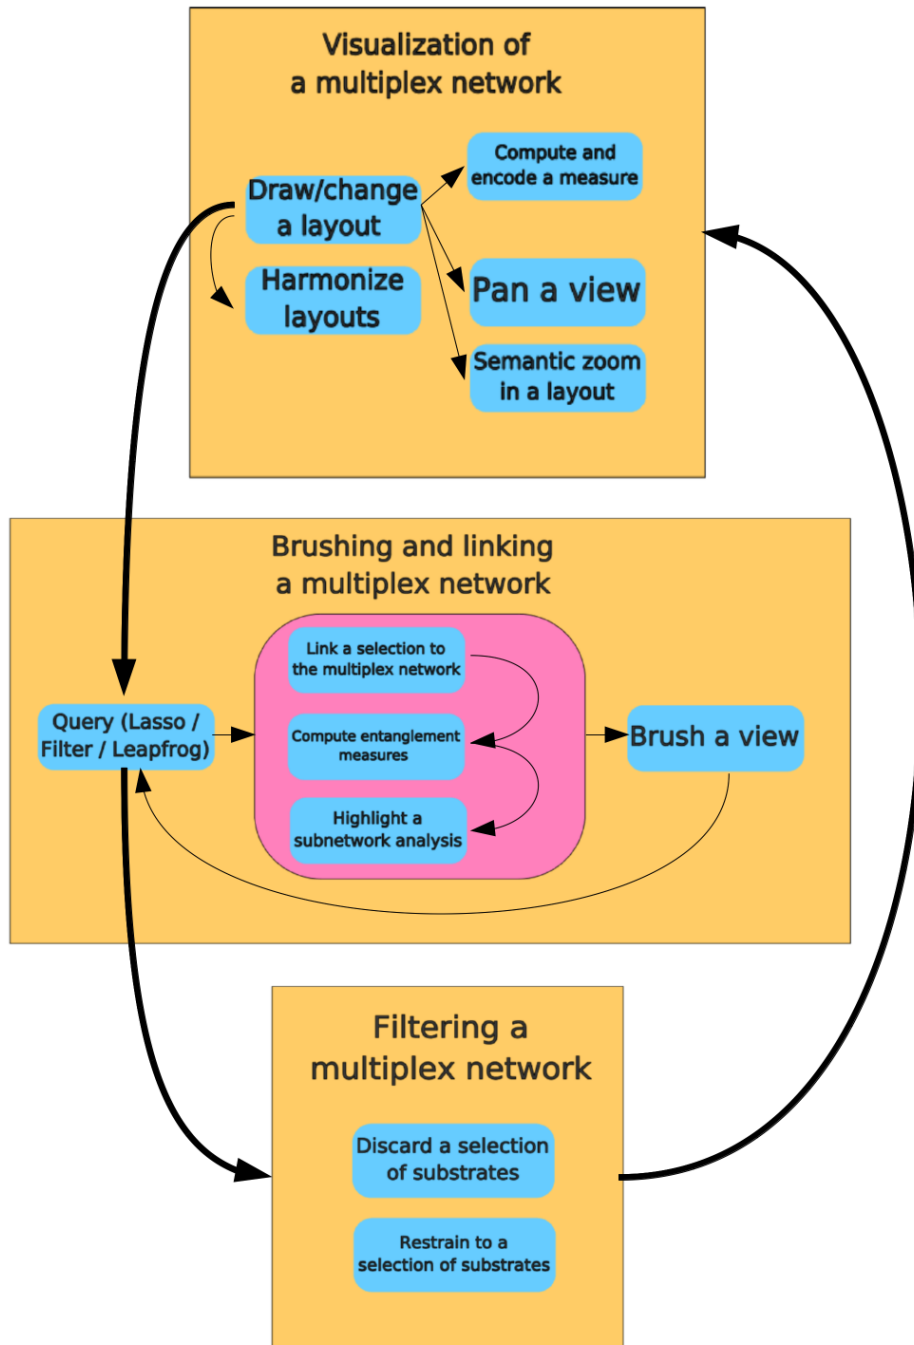 Visualization of
a multiplex network
Compute and
encode a measure
Draw/change
a layout
Harmonize
layouts
Pan a view
Semantic zoom
in a layout
Brushing and linking
a multiplex network
Link a selection to
the multiplex network
Query (Lasso /
Filter / Leapfrog)
Compute entanglement
measures
Brush a view
Highlight a
subnetwork analysis
Filtering a
multiplex network
Discard a selection
of substrates
Restrain to a
selection of substrates